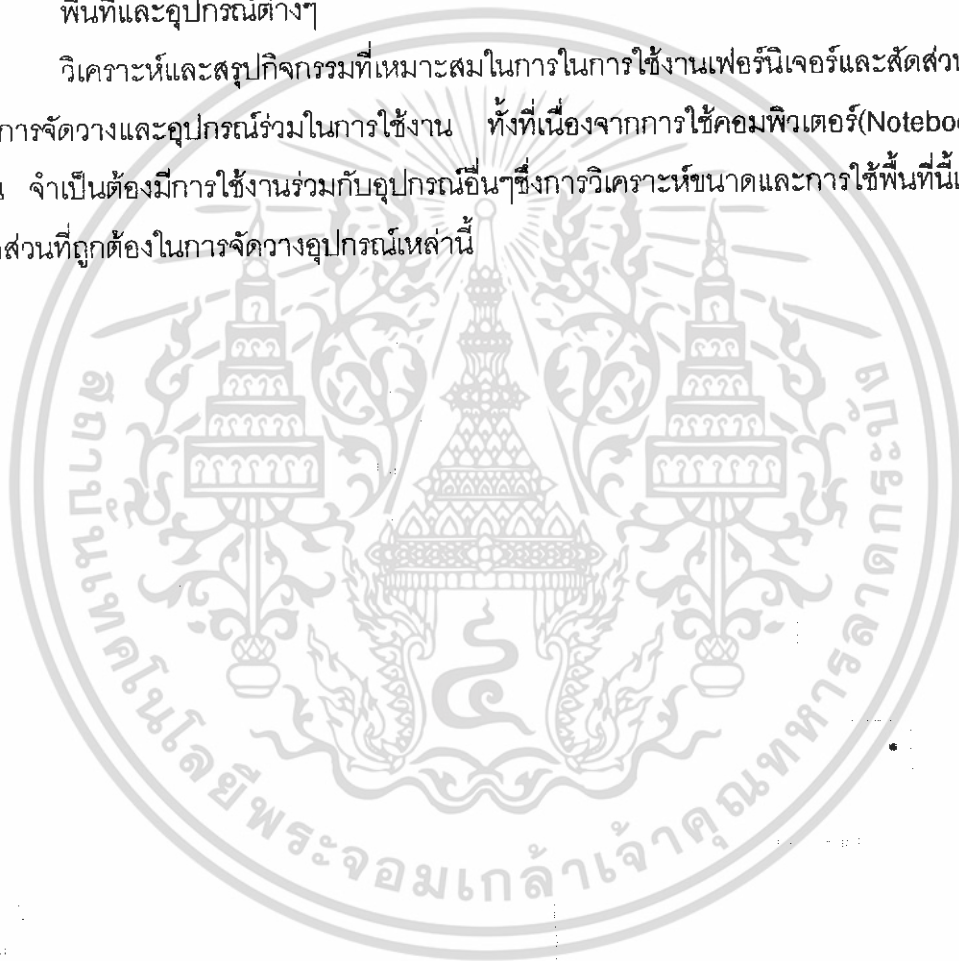 พื้นที่และอุปกรณ์ต่างๆ
วิเคราะห์และสรุปกิจกรรมที่เหมาะสมในการในการใช้งานเฟอร์นิเจอร์และสัดส่วน
การจัดวางและอุปกรณ์ร่วมในการใช้งาน ทั้งที่เนื่องจากการใช้คอมพิวเตอร์(Noteboo
จำเป็นต้องมีการใช้งานร่วมกับอุปกรณ์อื่นๆซึ่งการวิเคราะห์ขนาดและการใช้พื้นที่นี้เ
ส่วนที่ถูกต้องในการจัดวางอุปกรณ์เหล่านี้
สถาบันเทคโนโลยีพระจอมเกล้าเจ้าคุณทหารลาดกระบัง